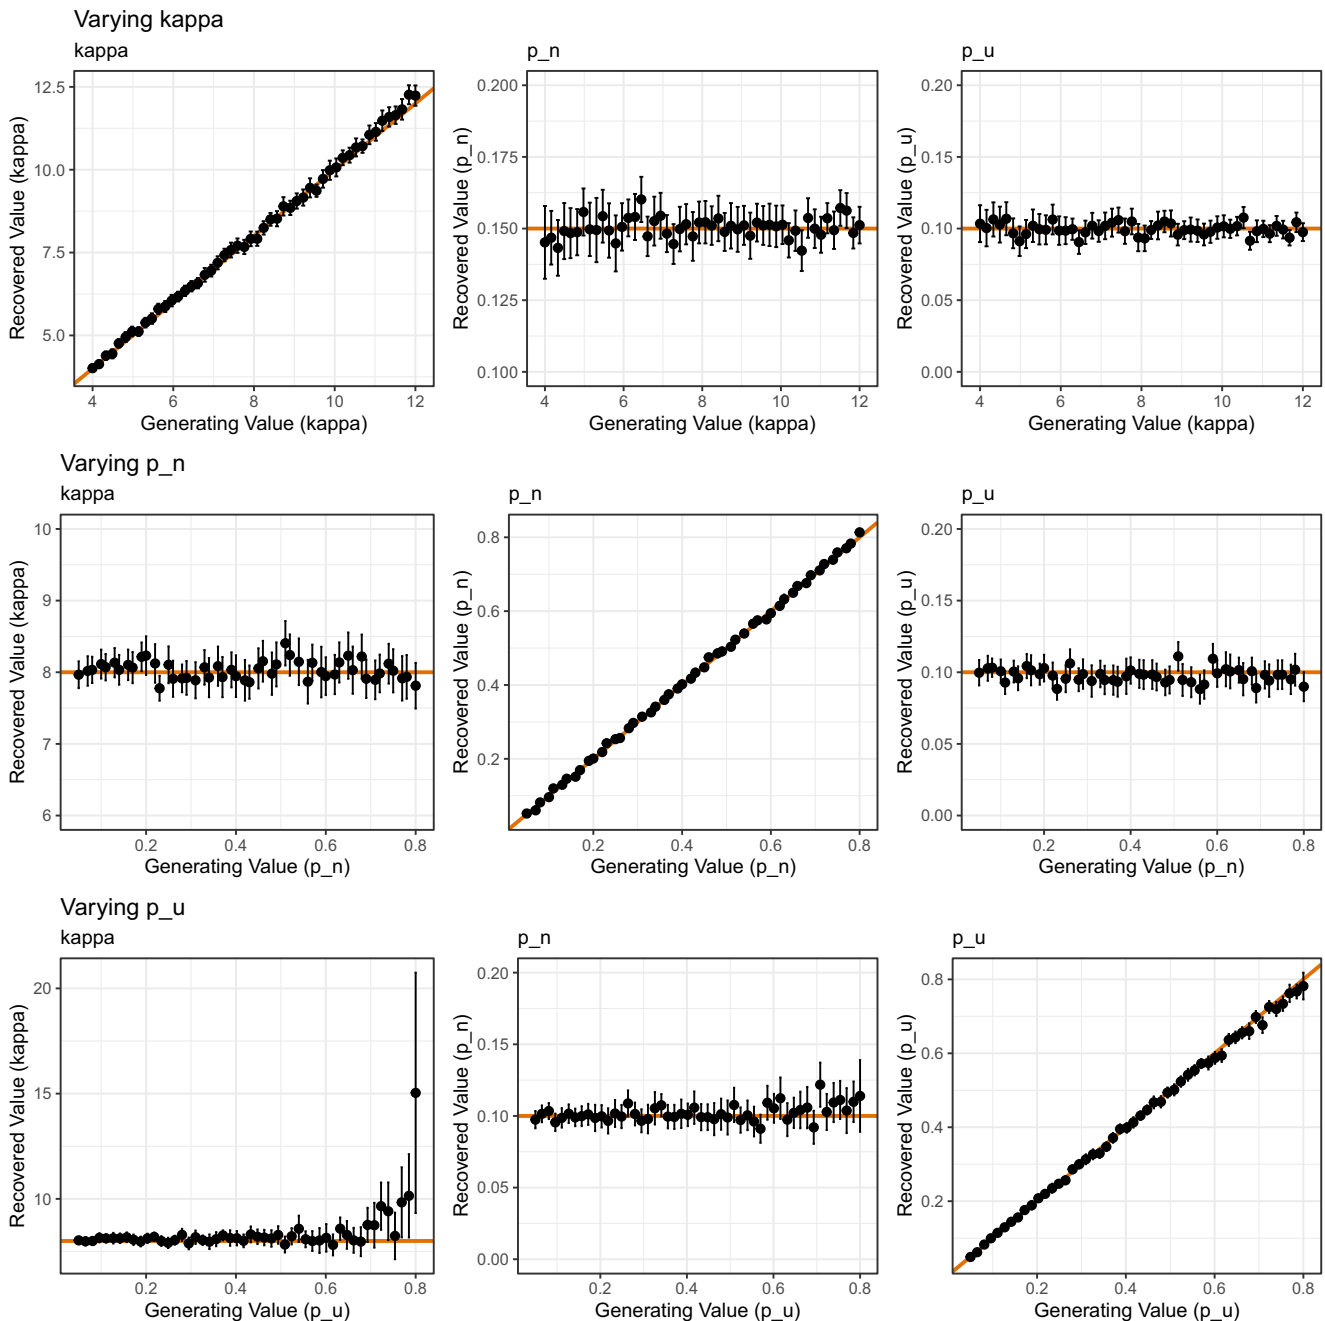 Varying kappa
kappa
p_n
p_u
12.5
10.0
7.5
5.0
Recovered Value (kappa)
4 6 8 10 12
Generating Value (kappa)
0.200
0.175
0.150
0.125
0.100
Recovered Value (p_n)
4 6 8 10 12
Generating Value (kappa)
0.20
0.15
0.10
0.05
0.00
Recovered Value (p_u)
4 6 8 10 12
Generating Value (kappa)
Varying p_n
kappa
p_n
p_u
10
9
8
7
6
Recovered Value (kappa)
0.2 0.4 0.6 0.8
Generating Value (p_n)
0.8
0.6
0.4
0.2
Recovered Value (p_n)
0.2 0.4 0.6 0.8
Generating Value (p_n)
0.20
0.15
0.10
0.05
0.00
Recovered Value (p_u)
0.2 0.4 0.6 0.8
Generating Value (p_n)
Varying p_u
kappa
p_n
p_u
20
15
10
Recovered Value (kappa)
0.2 0.4 0.6 0.8
Generating Value (p_u)
0.20
0.15
0.10
0.05
0.00
Recovered Value (p_n)
0.2 0.4 0.6 0.8
Generating Value (p_u)
0.8
0.6
0.4
0.2
Recovered Value (p_u)
0.2 0.4 0.6 0.8
Generating Value (p_u)